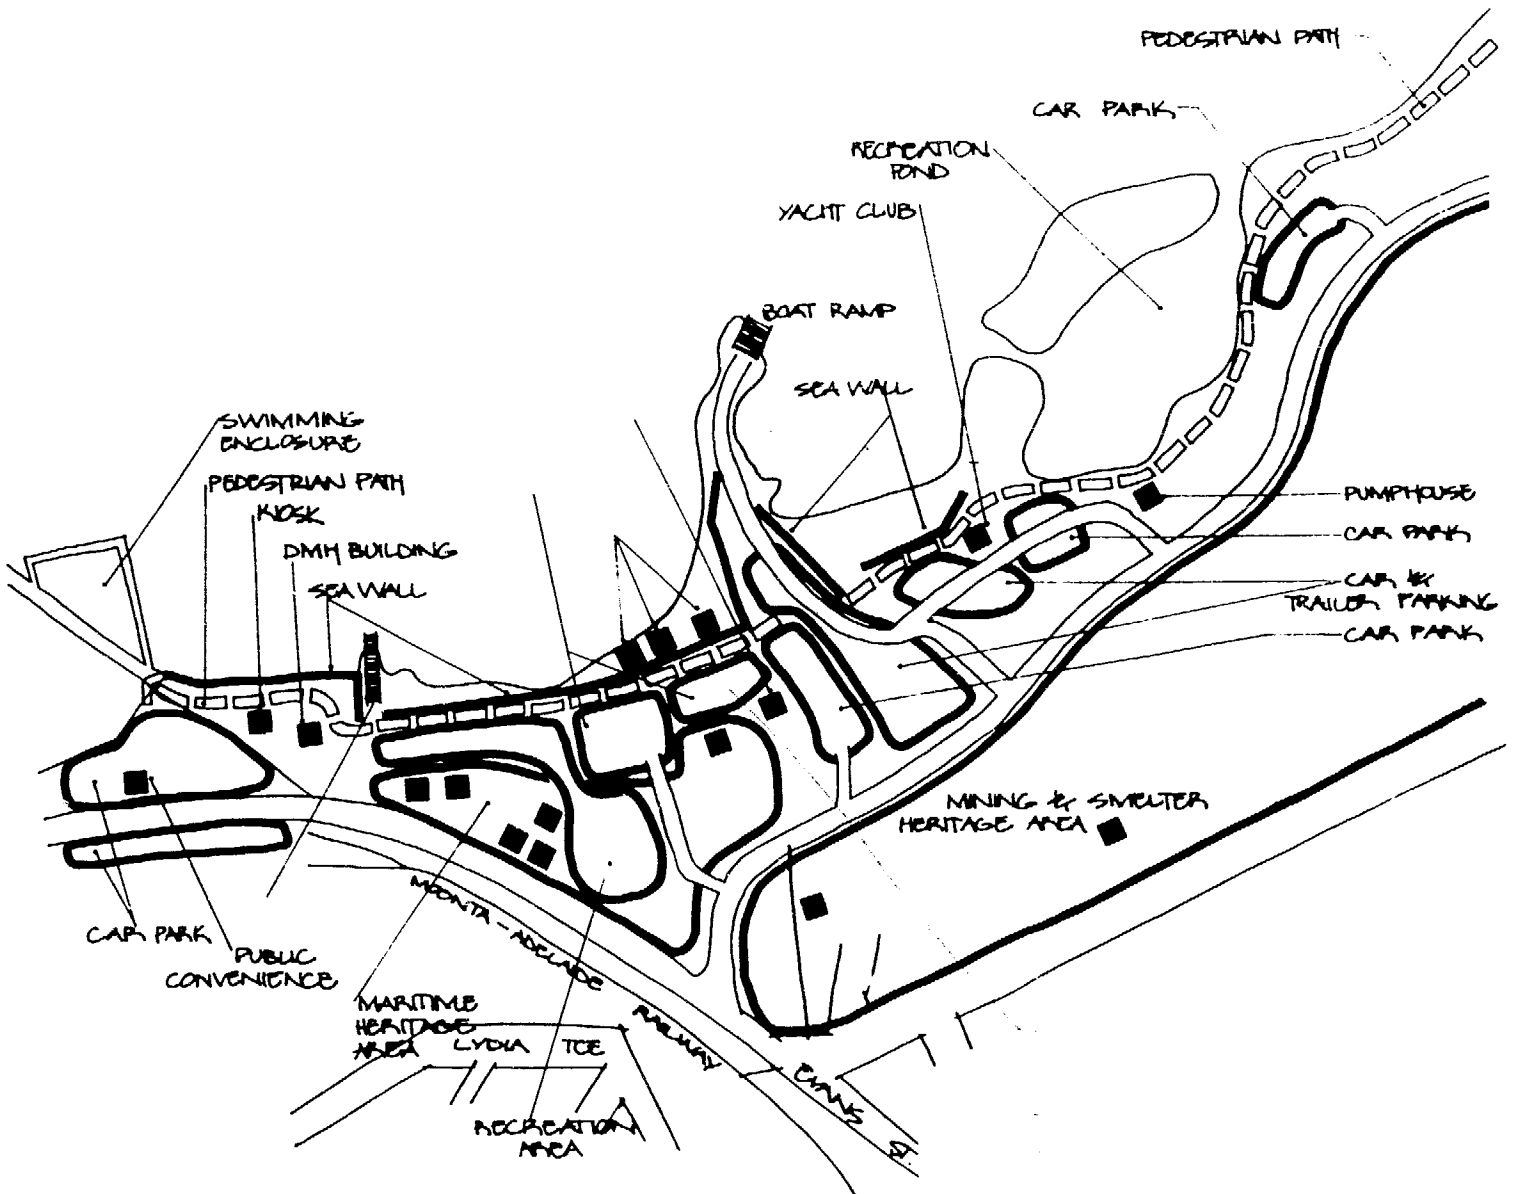 PEDESTRIAN PATH
CAR PARK
RECREATION
POND
YACHT CLUB
BOAT RAMP
SEA WALL
SWIMMING
ENCLOSURE
PEDESTRIAN PATH
KIOSK
DMH BUILDING
SEA WALL
PUMPHOUSE
CAR PARK
CAR &
TRAILER PARKING
CAR PARK
MINING & SMELTER
HERITAGE AREA
CAR PARK
PUBLIC
CONVENIENCE
MOONTA - ADELAIDE RAILWAY
MARITIME
HERITAGE
AREA
LYDIA TCE
EVANS ST.
RECREATION
AREA